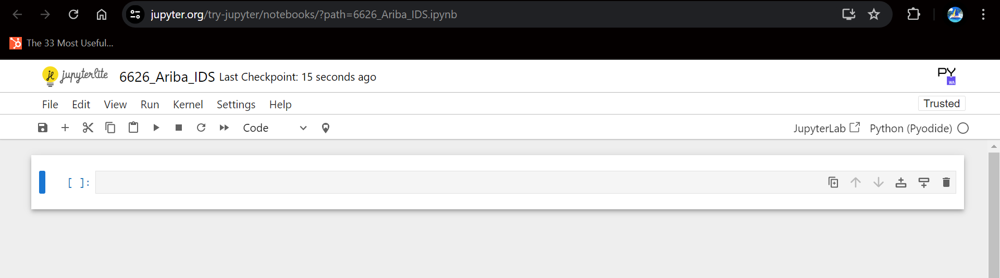 jupyter.org/try-jupyter/notebooks/?path=6626_Ariba_IDS.ipynb
The 33 Most Useful...
jupyterlite 6626_Ariba_IDS Last Checkpoint: 15 seconds ago
PY
WA
File Edit View Run Kernel Settings Help
Trusted
Code
JupyterLab Python (Pyodide)
[ ]: